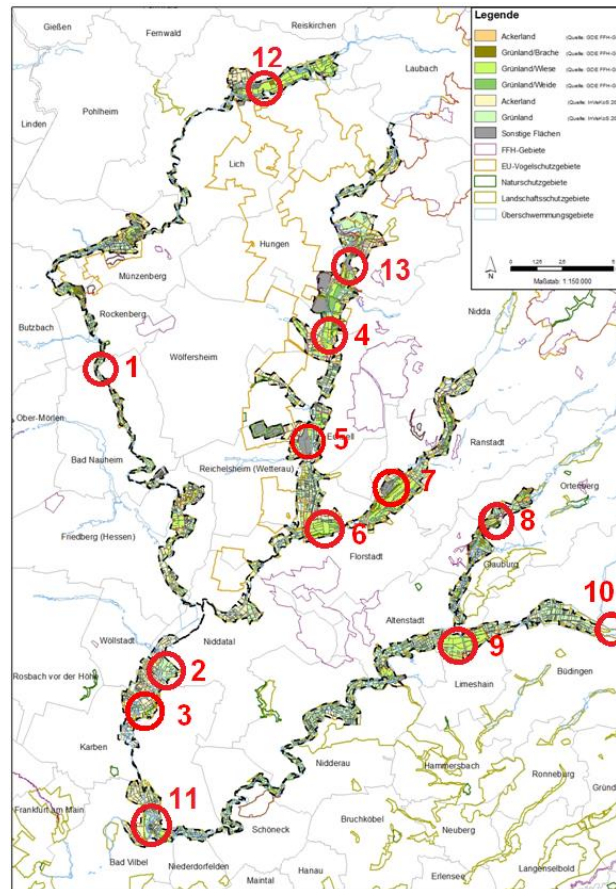 Gießen
Fernwald
Reiskirchen
Legende
Ackerland
Grünland/Brache
Grünland/Wiese
Grünland/Weide
Ackerland
Grünland
Sonstige Flächen
FFH-Gebiete
EU-Vogelschutzgebiete
Naturschutzgebiete
Landschaftsschutzgebiete
Überschwemmungsgebiete
N
Maßstab: 1:150.000
12
Laubach
Pohlheim
Linden
Lich
Hungen
13
Münzenberg
Rockenberg
Butzbach
Nidda
4
Wölfersheim
1
Ober-Mörlen
5
Ranstadt
Bad Nauheim
Reichelsheim (Wetterau)
7
Ortenberg
8
6
Friedberg (Hessen)
Florstadt
Glauburg
10
Altenstadt
Wöllstadt
Niddatal
9
2
Büdingen
Rosbach vor der Höhe
Limeshain
3
Karben
Nidderau
Hammersbach
Ronneburg
11
Frankfurt am Main
Bruchköbel
Neuberg
Schöneck
Bad Vilbel
Niederdorfelden
Hanau
Maintal
Erlensee
Langenselbold